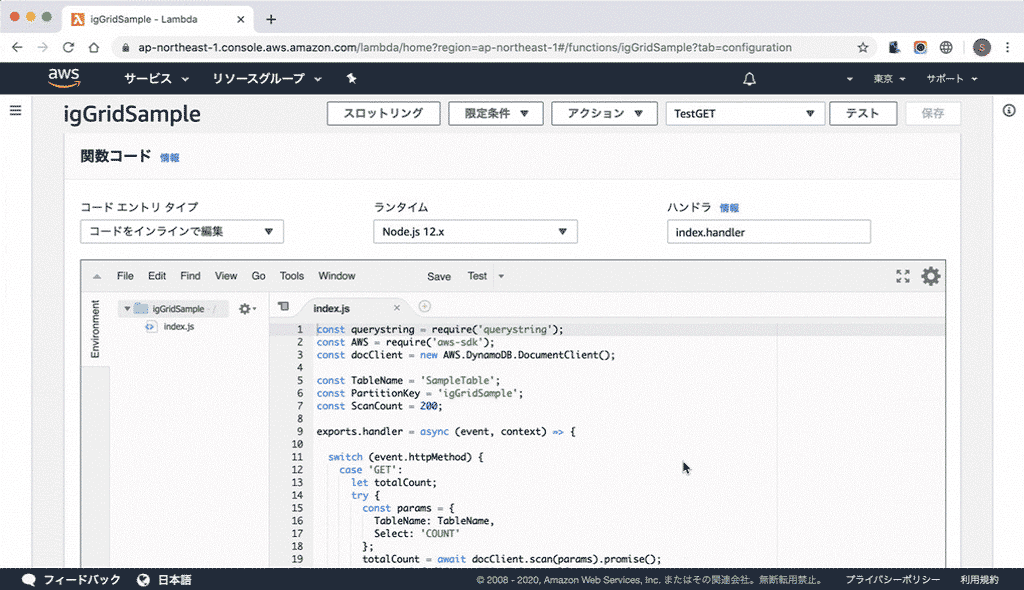 igGridSample - Lambda
ap-northeast-1.console.aws.amazon.com/lambda/home?region=ap-northeast-1#/functions/igGridSample?tab=configuration
S
aws サービス リソースグループ 東京 サポート
igGridSample スロットリング 限定条件 アクション TestGET テスト 保存
関数コード 情報
コード エントリ タイプ ランタイム ハンドラ 情報
コードをインラインで編集 Node.js 12.x index.handler
File Edit Find View Go Tools Window Save Test
Environment
igGridSample /
index.js
index.js
1 const querystring = require('querystring');
2 const AWS = require('aws-sdk');
3 const docClient = new AWS.DynamoDB.DocumentClient();
4
5 const TableName = 'SampleTable';
6 const PartitionKey = 'igGridSample';
7 const ScanCount = 200;
8
9 exports.handler = async (event, context) => {
10
11 switch (event.httpMethod) {
12 case 'GET':
13 let totalCount;
14 try {
15 const params = {
16 TableName: TableName,
17 Select: 'COUNT'
18 };
19 totalCount = await docClient.scan(params).promise();
フィードバック 日本語 © 2008 - 2020, Amazon Web Services, Inc. またはその関連会社。無断転用禁止。 プライバシーポリシー 利用規約